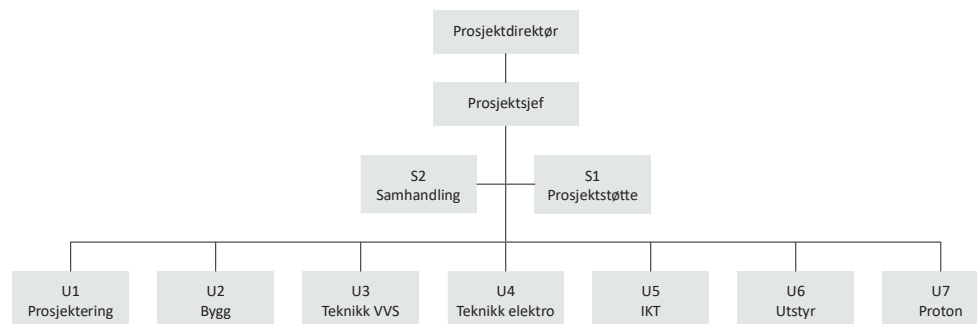 Prosjektdirektør
Prosjektsjef
S2
Samhandling
S1
Prosjektstøtte
U1
Prosjektering
U2
Bygg
U3
Teknikk VVS
U4
Teknikk elektro
U5
IKT
U6
Utstyr
U7
Proton